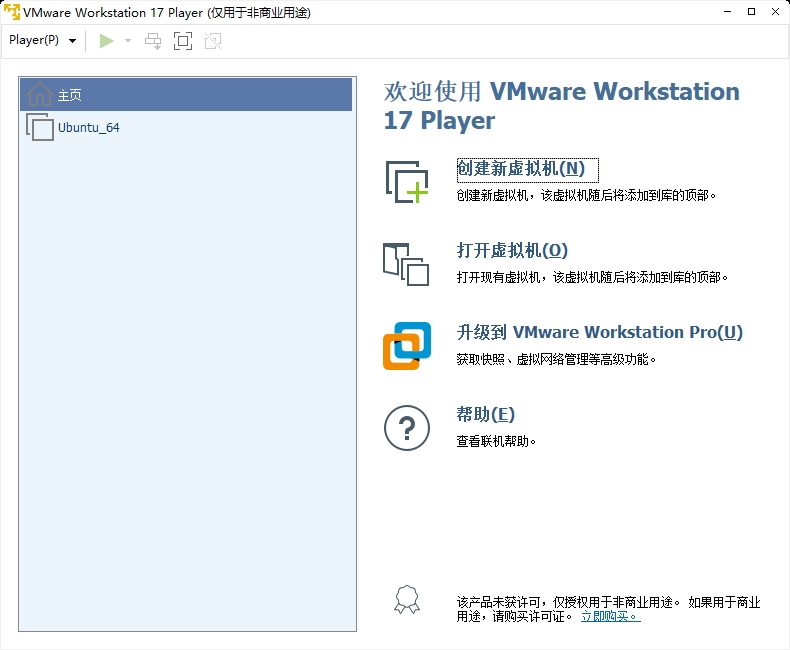 VMware Workstation 17 Player (仅用于非商业用途)
Player(P)
主页
Ubuntu_64
欢迎使用 VMware Workstation
17 Player
创建新虚拟机(N)
创建新虚拟机，该虚拟机随后将添加到库的顶部。
打开虚拟机(O)
打开现有虚拟机，该虚拟机随后将添加到库的顶部。
升级到 VMware Workstation Pro(U)
获取快照、虚拟网络管理等高级功能。
帮助(E)
查看联机帮助。
该产品未获许可，仅授权用于非商业用途。 如果用于商业
用途，请购买许可证。 立即购买。